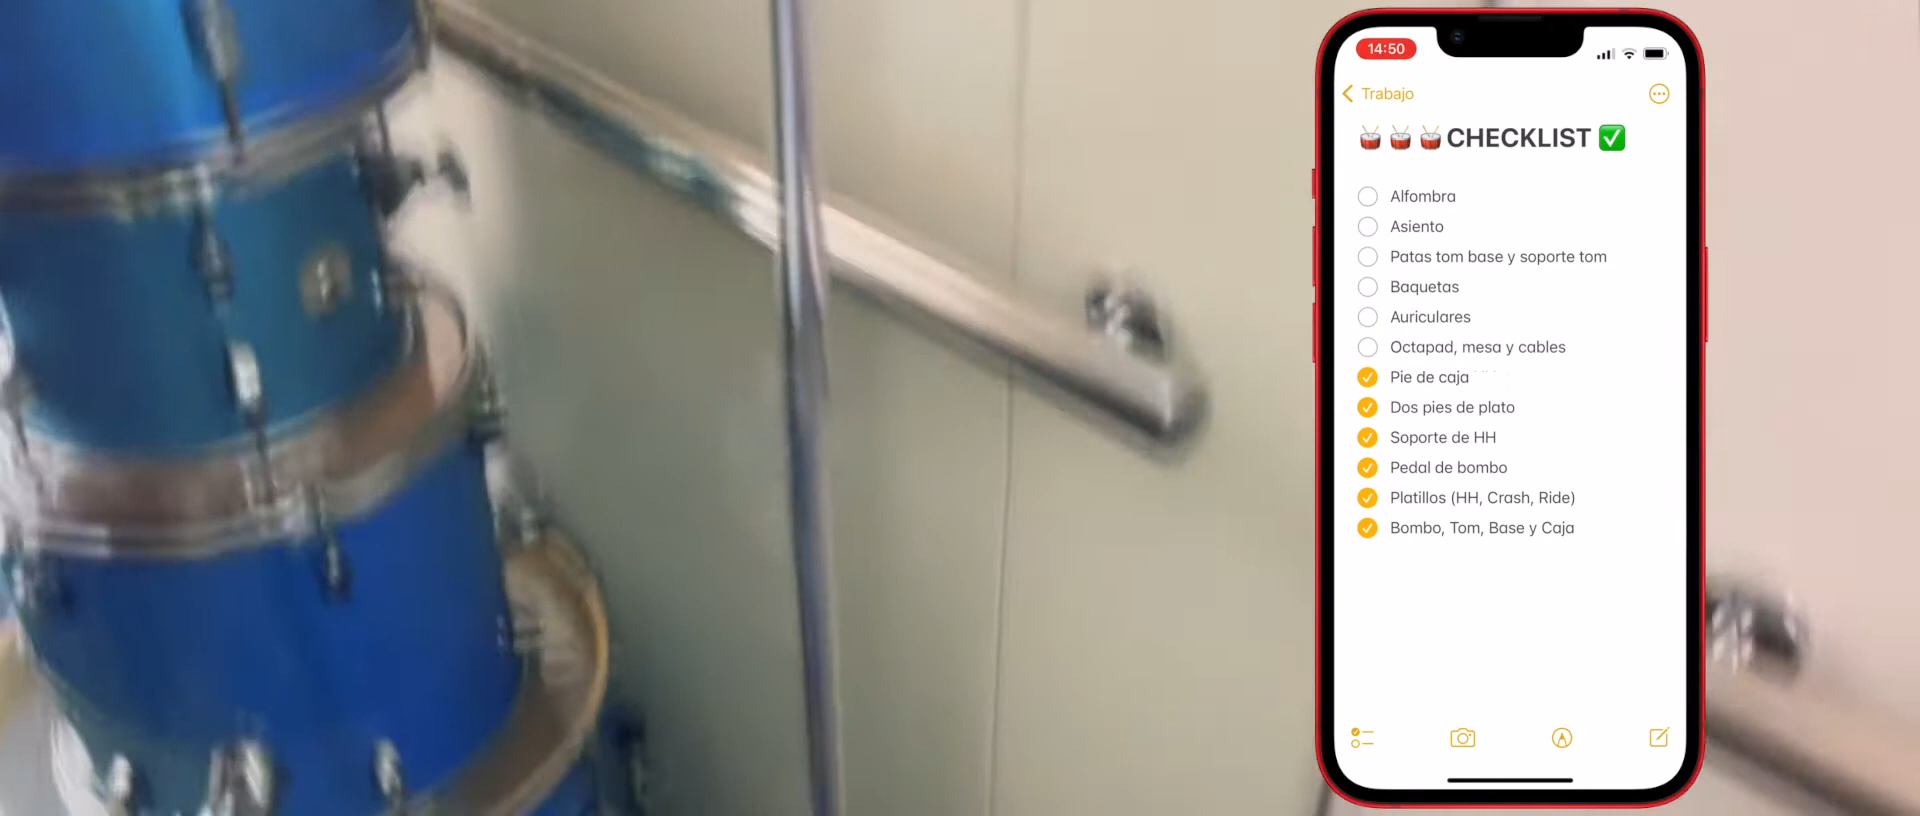 14:50
Trabajo
CHECKLIST
Alfombra
Asiento
Patas tom base y soporte tom
Baquetas
Auriculares
Octapad, mesa y cables
Pie de caja
Dos pies de plato
Soporte de HH
Pedal de bombo
Platillos (HH, Crash, Ride)
Bombo, Tom, Base y Caja